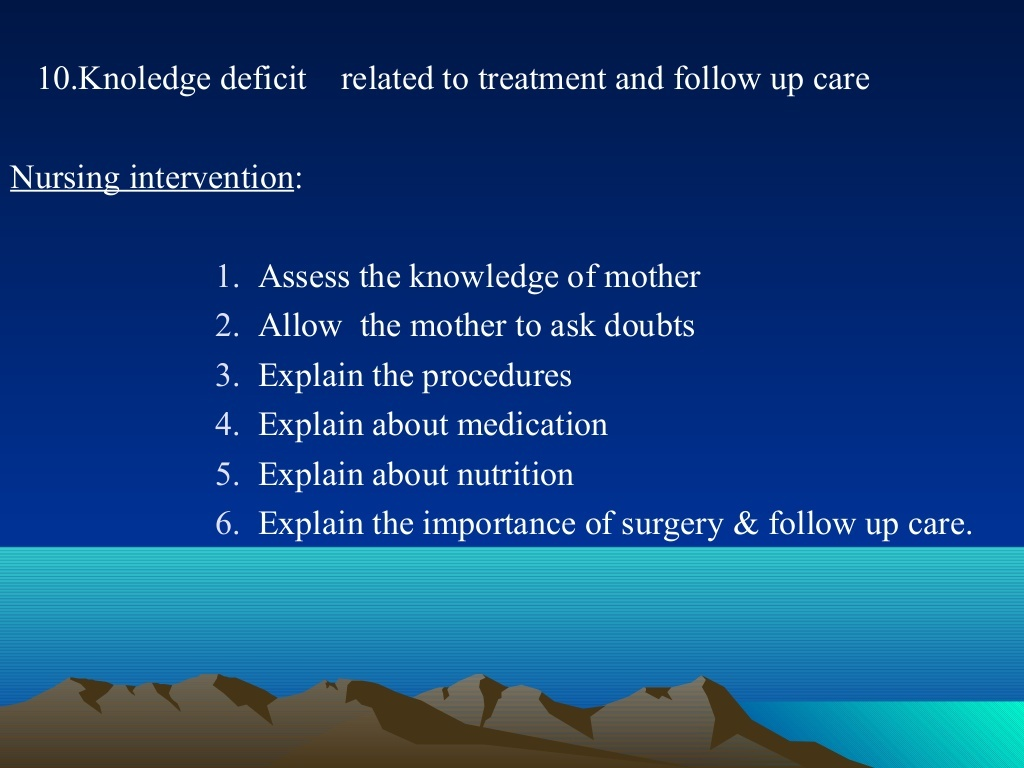 10.Knoledge deficit    related to treatment and follow up care
Nursing intervention:
1. Assess the knowledge of mother
2. Allow  the mother to ask doubts
3. Explain the procedures
4. Explain about medication
5. Explain about nutrition
6. Explain the importance of surgery & follow up care.